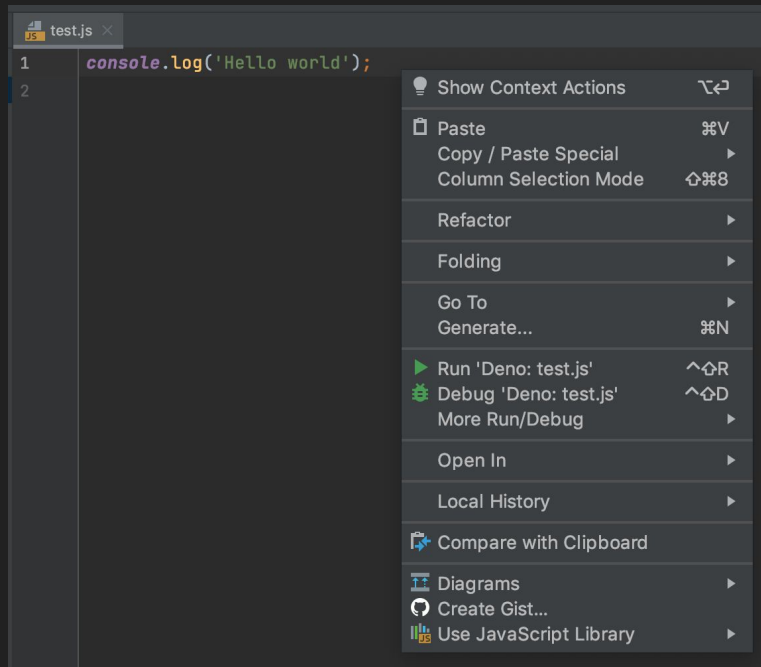 test.js
1 console.log('Hello world');
2
Show Context Actions ⌥⏎
Paste ⌘V
Copy / Paste Special
Column Selection Mode ⇧⌘8
Refactor
Folding
Go To
Generate... ⌘N
Run 'Deno: test.js' ^⇧R
Debug 'Deno: test.js' ^⇧D
More Run/Debug
Open In
Local History
Compare with Clipboard
Diagrams
Create Gist...
Use JavaScript Library